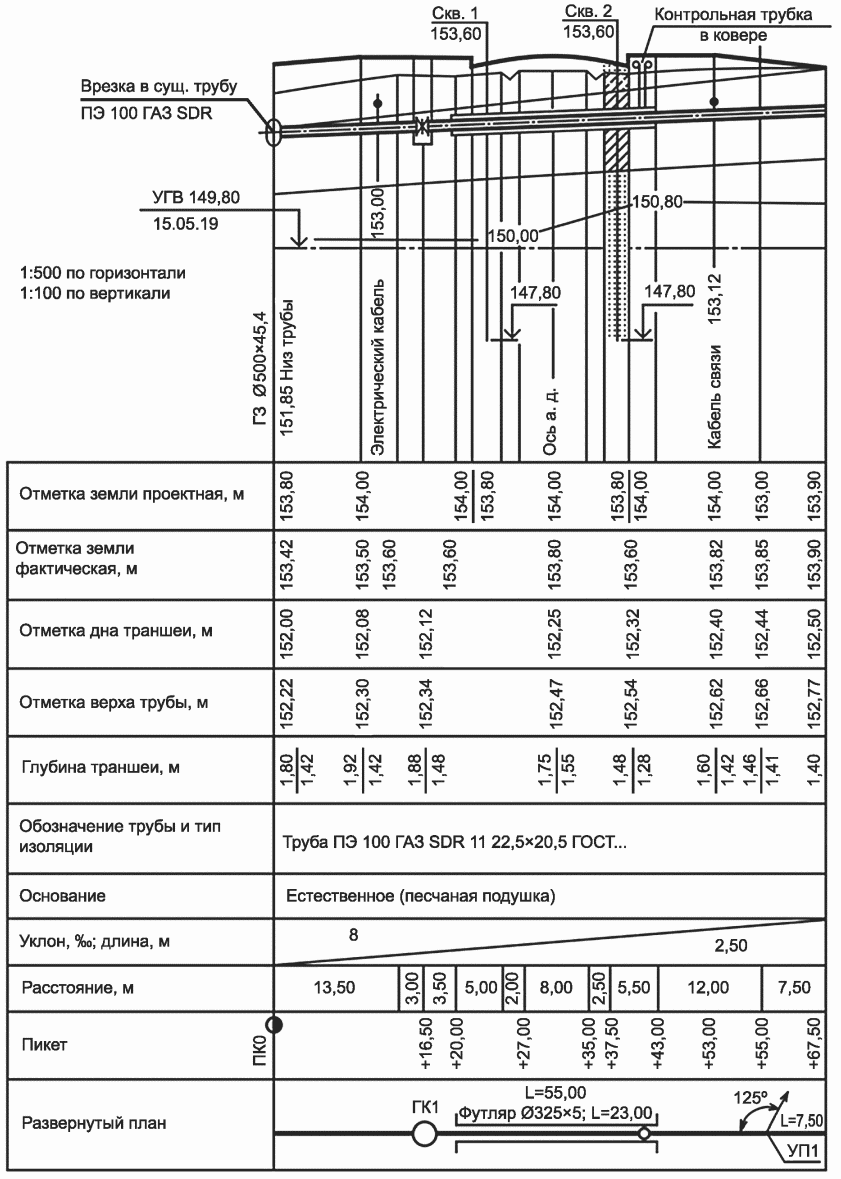 Скв. 1
153,60
Скв. 2
153,60
Контрольная трубка
в ковере
Врезка в сущ. трубу
ПЭ 100 ГАЗ SDR
УГВ 149,80
15.05.19
153,00
150,00
150,80
1:500 по горизонтали
1:100 по вертикали
147,80
147,80
153,12
ГЗ Ø500×45,4
151,85 Низ трубы
Электрический кабель
Ось а. д.
Кабель связи
Отметка земли проектная, м
153,80 154,00 154,00 153,80 154,00 153,80 154,00 154,00 153,00 153,90
Отметка земли
фактическая, м
153,42 153,50 153,60 153,60 153,80 153,60 153,82 153,85 153,90
Отметка дна траншеи, м
152,00 152,08 152,12 152,25 152,32 152,40 152,44 152,50
Отметка верха трубы, м
152,22 152,30 152,34 152,47 152,54 152,62 152,66 152,77
Глубина траншеи, м
1,80 1,42 1,92 1,42 1,88 1,48 1,75 1,55 1,48 1,28 1,60 1,42 1,46 1,41 1,40
Обозначение трубы и тип
изоляции
Труба ПЭ 100 ГАЗ SDR 11 22,5×20,5 ГОСТ...
Основание
Естественное (песчаная подушка)
Уклон, ‰; длина, м
8
2,50
Расстояние, м
13,50 3,00 3,50 5,00 2,00 8,00 2,50 5,50 12,00 7,50
Пикет
ПК0 +16,50 +20,00 +27,00 +35,00 +37,50 +43,00 +53,00 +55,00 +67,50
Развернутый план
ГК1
L=55,00
Футляр Ø325×5; L=23,00
125º
L=7,50
УП1